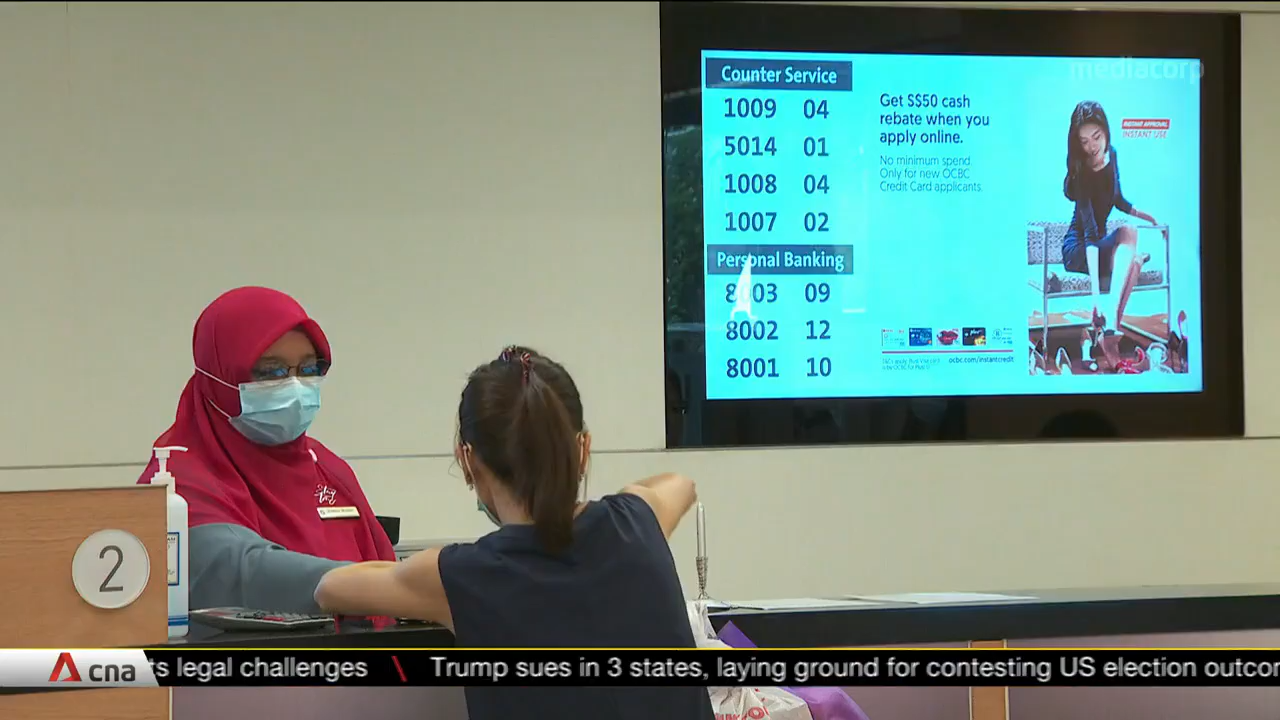 mediacorp
Counter Service
1009 04
5014 01
1008 04
1007 02
Personal Banking
8003 09
8002 12
8001 10
Get S$50 cash
rebate when you
apply online.
No minimum spend.
Only for new OCBC
Credit Card applicants.
INSTANT APPROVAL,
INSTANT USE
ocbc.com/instantcredit
2
cna
ts legal challenges \ Trump sues in 3 states, laying ground for contesting US election outcor